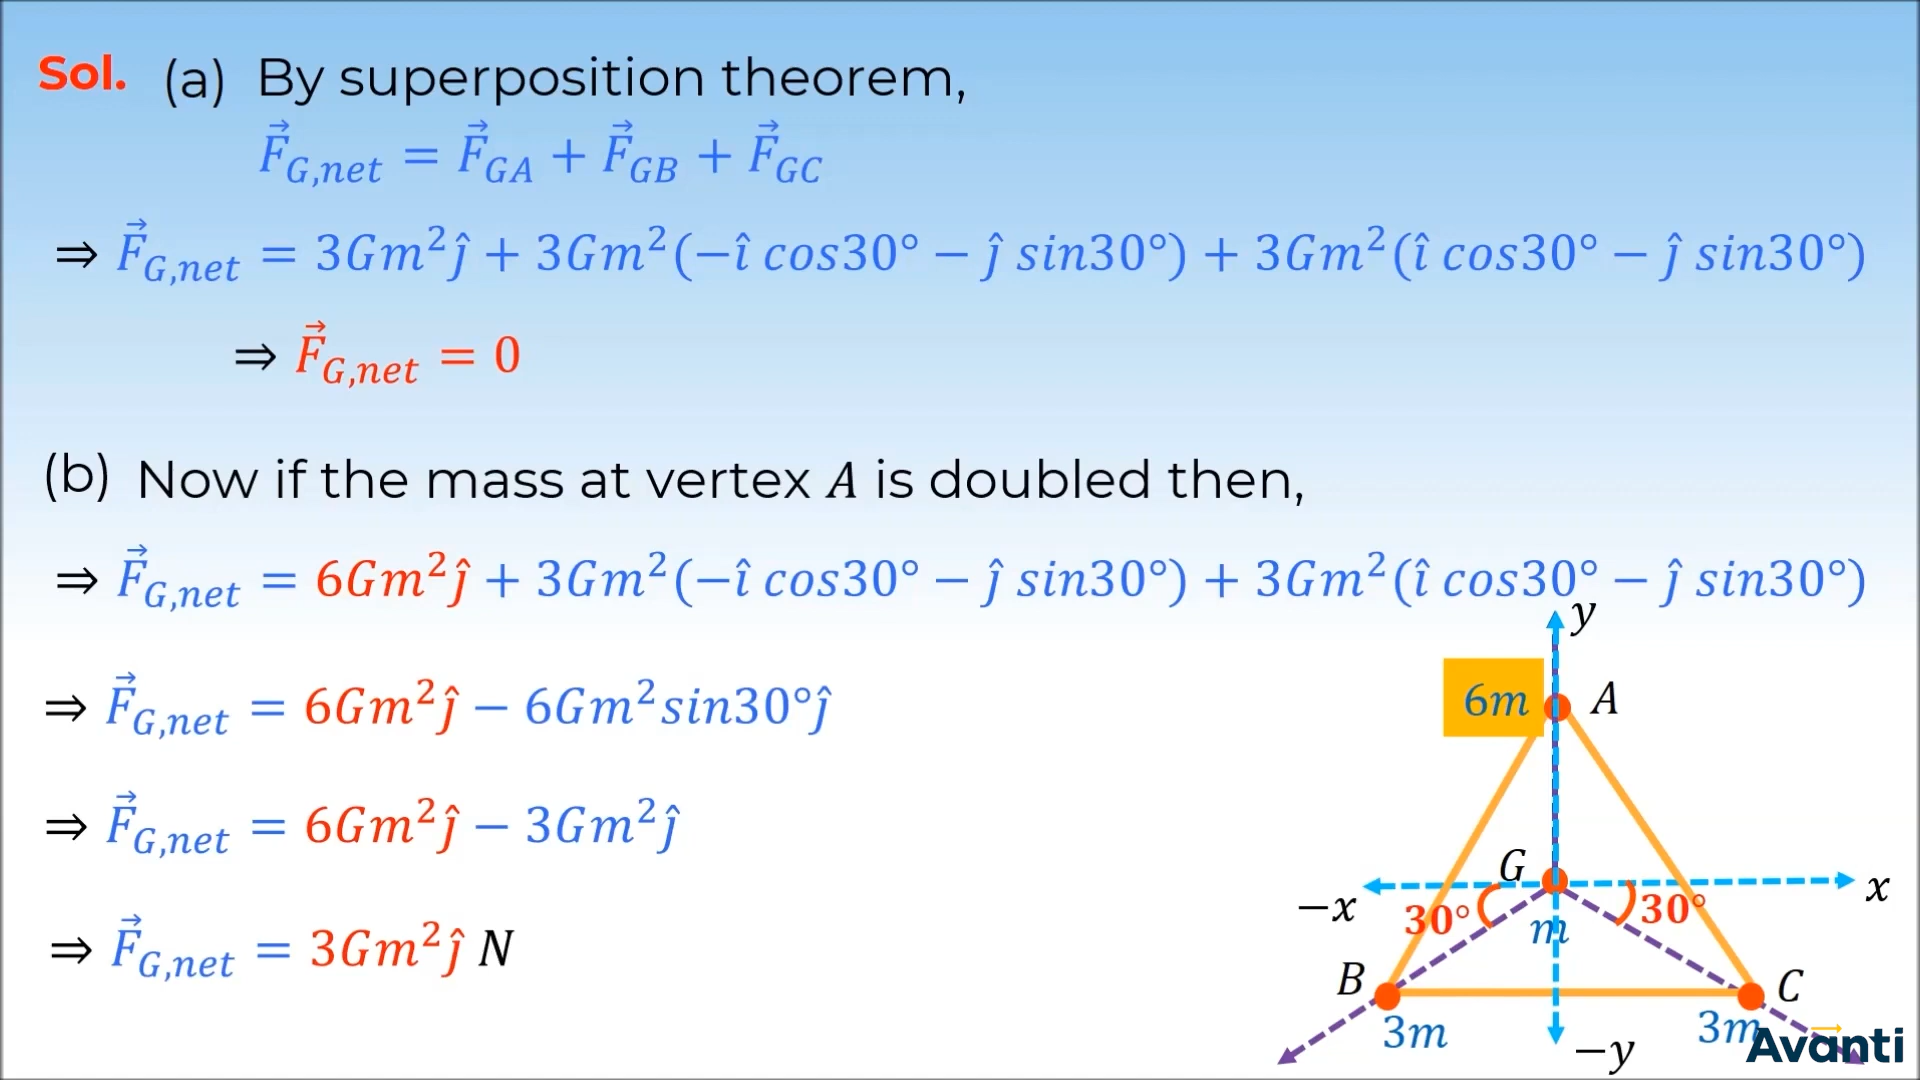 Sol. (a) By superposition theorem,
F⃗_{G,net} = F⃗_{GA} + F⃗_{GB} + F⃗_{GC}
⇒ F⃗_{G,net} = 3Gm²ĵ + 3Gm²(−î cos30° − ĵ sin30°) + 3Gm²(î cos30° − ĵ sin30°)
⇒ F⃗_{G,net} = 0
(b) Now if the mass at vertex A is doubled then,
⇒ F⃗_{G,net} = 6Gm²ĵ + 3Gm²(−î cos30° − ĵ sin30°) + 3Gm²(î cos30° − ĵ sin30°)
⇒ F⃗_{G,net} = 6Gm²ĵ − 6Gm²sin30°ĵ
⇒ F⃗_{G,net} = 6Gm²ĵ − 3Gm²ĵ
⇒ F⃗_{G,net} = 3Gm²ĵ N
y
6m A
G
−x 30° 30° x
m
B C
3m 3m
−y
Avanti